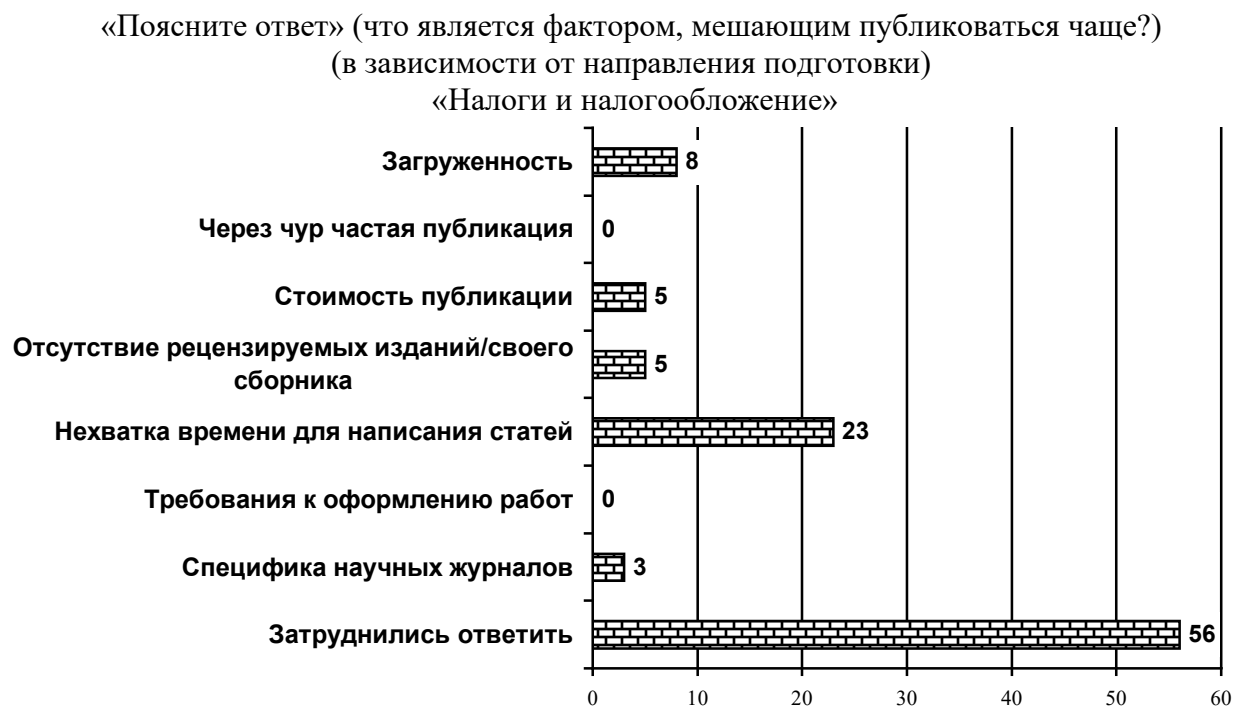 «Поясните ответ» (что является фактором, мешающим публиковаться чаще?)
(в зависимости от направления подготовки)
«Налоги и налогообложение»
Загруженность 8
Через чур частая публикация 0
Стоимость публикации 5
Отсутствие рецензируемых изданий/своего
сборника 5
Нехватка времени для написания статей 23
Требования к оформлению работ 0
Специфика научных журналов 3
Затруднились ответить 56
0 10 20 30 40 50 60